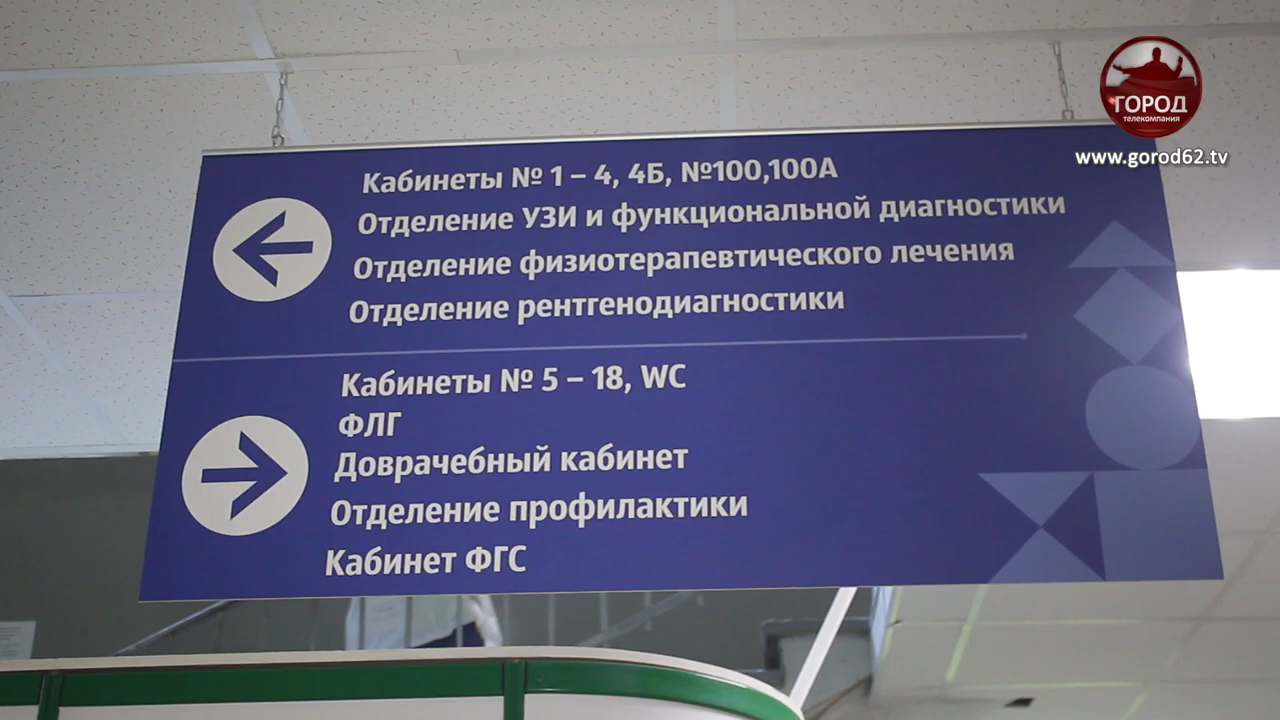 ГОРОД
телекомпания
www.gorod62.tv
Кабинеты № 1 – 4, 4Б, №100,100А
Отделение УЗИ и функциональной диагностики
Отделение физиотерапевтического лечения
Отделение рентгенодиагностики
Кабинеты № 5 – 18, WC
ФЛГ
Доврачебный кабинет
Отделение профилактики
Кабинет ФГС